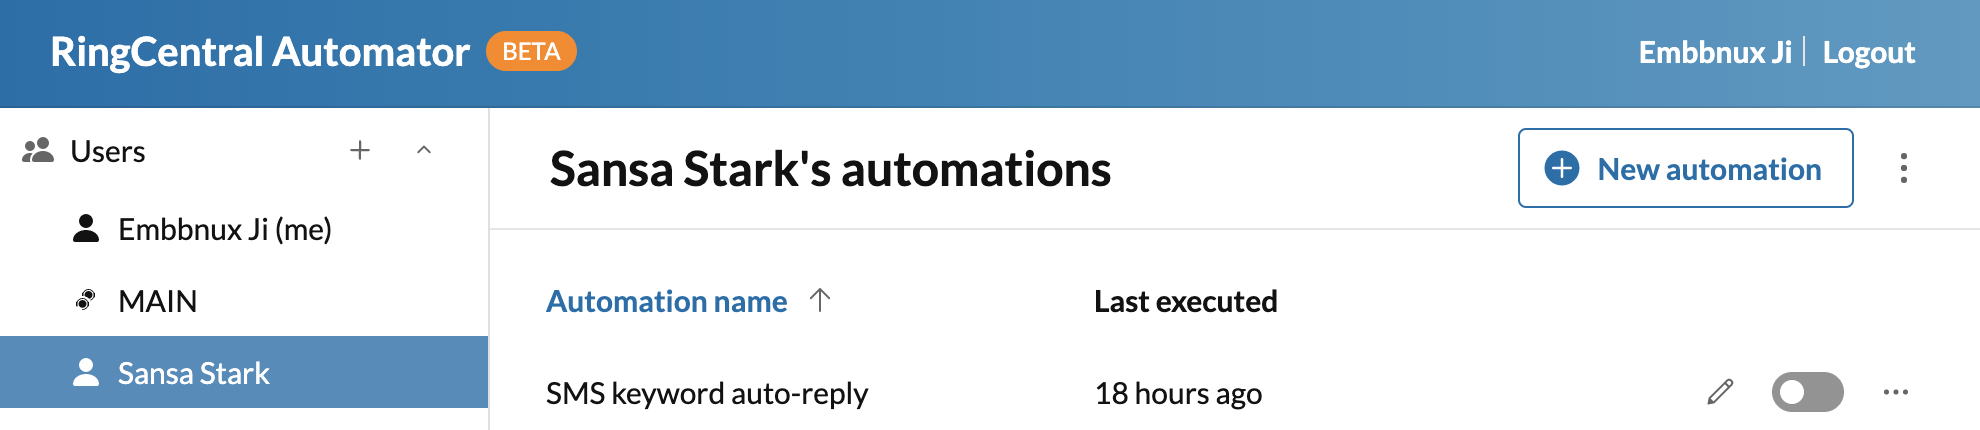 RingCentral Automator BETA
Embbnux Ji Logout
Users
Embbnux Ji (me)
MAIN
Sansa Stark
Sansa Stark's automations
New automation
Automation name Last executed
SMS keyword auto-reply 18 hours ago